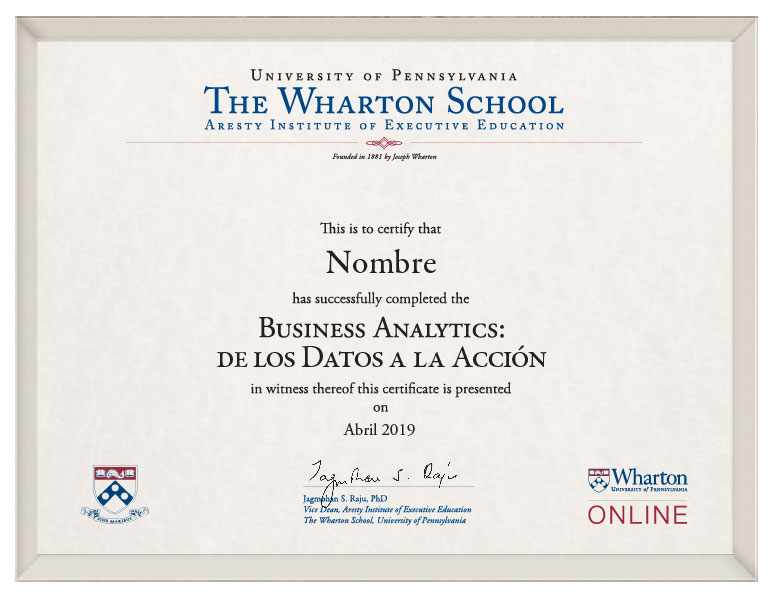 University of Pennsylvania
The Wharton School
Aresty Institute of Executive Education
Founded in 1881 by Joseph Wharton
This is to certify that
Nombre
has successfully completed the
Business Analytics:
de los Datos a la Acción
in witness thereof this certificate is presented
on
Abril 2019
Jagmohan S. Raju
Jagmohan S. Raju, PhD
Vice Dean, Aresty Institute of Executive Education
The Wharton School, University of Pennsylvania
Wharton
University of Pennsylvania
ONLINE